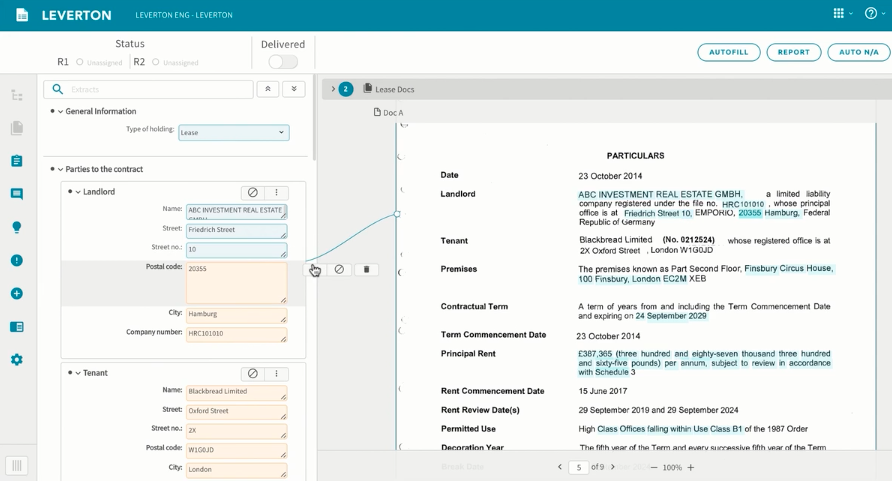 LEVERTON
LEVERTON ENG - LEVERTON
Status
R1 Unassigned R2 Unassigned
Delivered
AUTOFILL
REPORT
AUTO N/A
Extracts
General Information
Type of holding: Lease
Parties to the contract
Landlord
Name: ABC INVESTMENT REAL ESTATE
Street: Friedrich Street
Street no.: 10
Postal code: 20355
City: Hamburg
Company number: HRC101010
Tenant
Name: Blackbread Limited
Street: Oxford Street
Street no.: 2X
Postal code: W1G0JD
City: London
2 Lease Docs
Doc A
PARTICULARS
Date 23 October 2014
Landlord ABC INVESTMENT REAL ESTATE GMBH, a limited liability
company registered under the file no. HRC101010 , whose principal
office is at Friedrich Street 10, EMPORIO, 20355 Hamburg, Federal
Republic of Germany
Tenant Blackbread Limited (No. 0212524) whose registered office is at
2X Oxford Street , London W1G0JD
Premises The premises known as Part Second Floor, Finsbury Circus House,
100 Finsbury, London EC2M XEB
Contractual Term A term of years from and including the Term Commencement Date
and expiring on 24 September 2029
Term Commencement Date 23 October 2014
Principal Rent £387,365 (three hundred and eighty-seven thousand three hundred
and sixty-five pounds) per annum, subject to review in accordance
with Schedule 3
Rent Commencement Date 15 June 2017
Rent Review Date(s) 29 September 2019 and 29 September 2024
Permitted Use High Class Offices falling within Use Class B1 of the 1987 Order
Decoration Year The fifth year of the Term and every successive fifth year of the Term
Break Date
5 of 9 100%